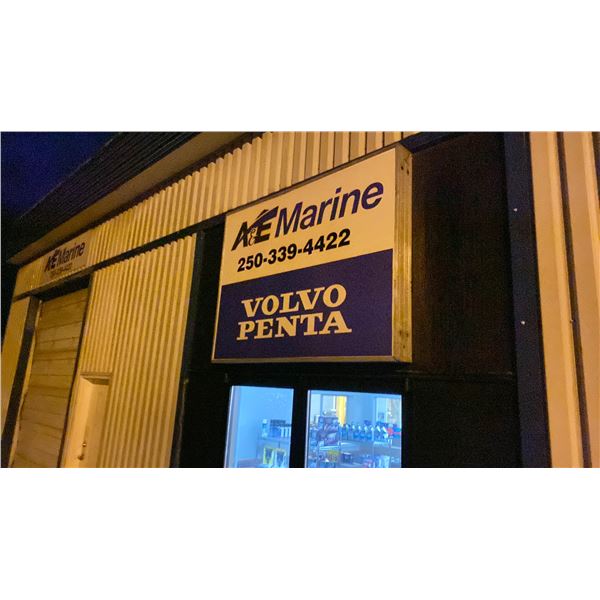 A&E Marine
250-339-4422
VOLVO
PENTA
A&E Marine